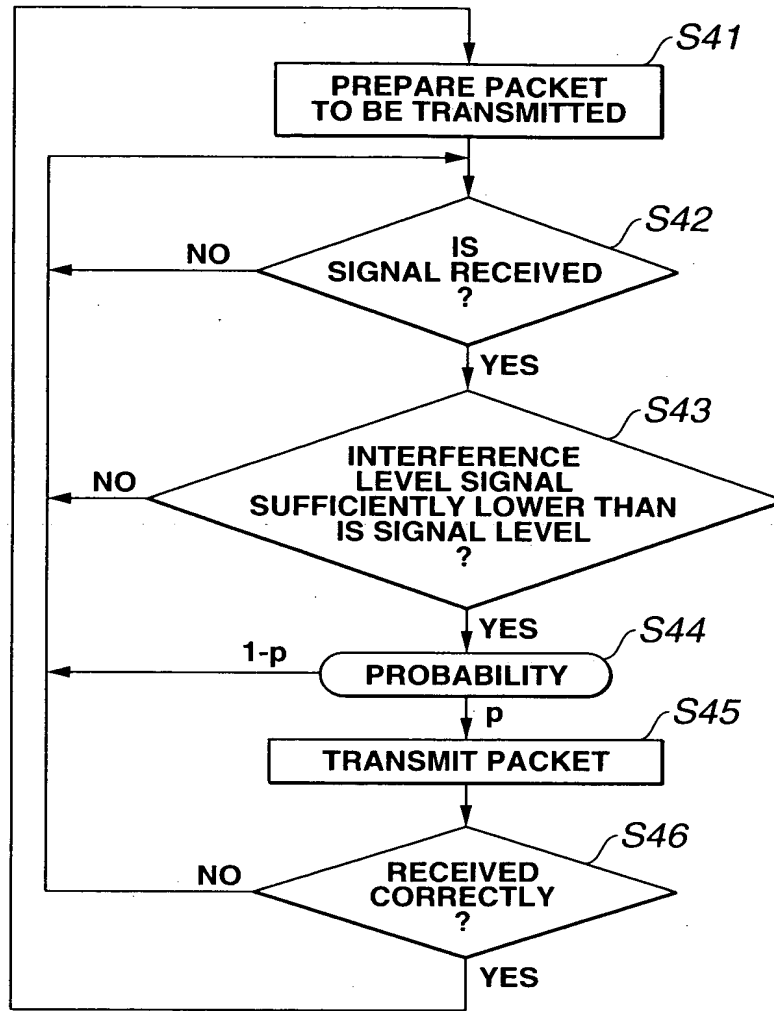 S41
PREPARE PACKET
TO BE TRANSMITTED
S42
IS
SIGNAL RECEIVED
?
NO
YES
S43
INTERFERENCE
LEVEL SIGNAL
SUFFICIENTLY LOWER THAN
IS SIGNAL LEVEL
?
NO
YES
S44
1-p
PROBABILITY
p
S45
TRANSMIT PACKET
S46
RECEIVED
CORRECTLY
?
NO
YES